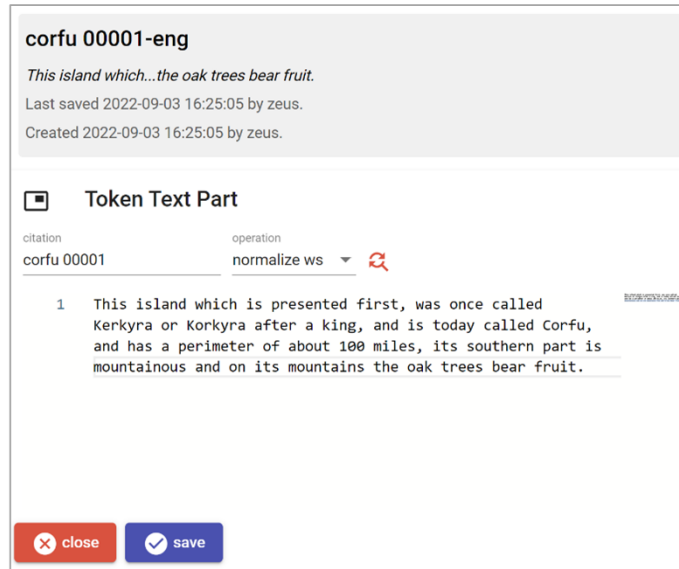 corfu 00001-eng
This island which...the oak trees bear fruit.
Last saved 2022-09-03 16:25:05 by zeus.
Created 2022-09-03 16:25:05 by zeus.
Token Text Part
citation operation
corfu 00001 normalize ws
1 This island which is presented first, was once called
Kerkyra or Korkyra after a king, and is today called Corfu,
and has a perimeter of about 100 miles, its southern part is
mountainous and on its mountains the oak trees bear fruit.
close save